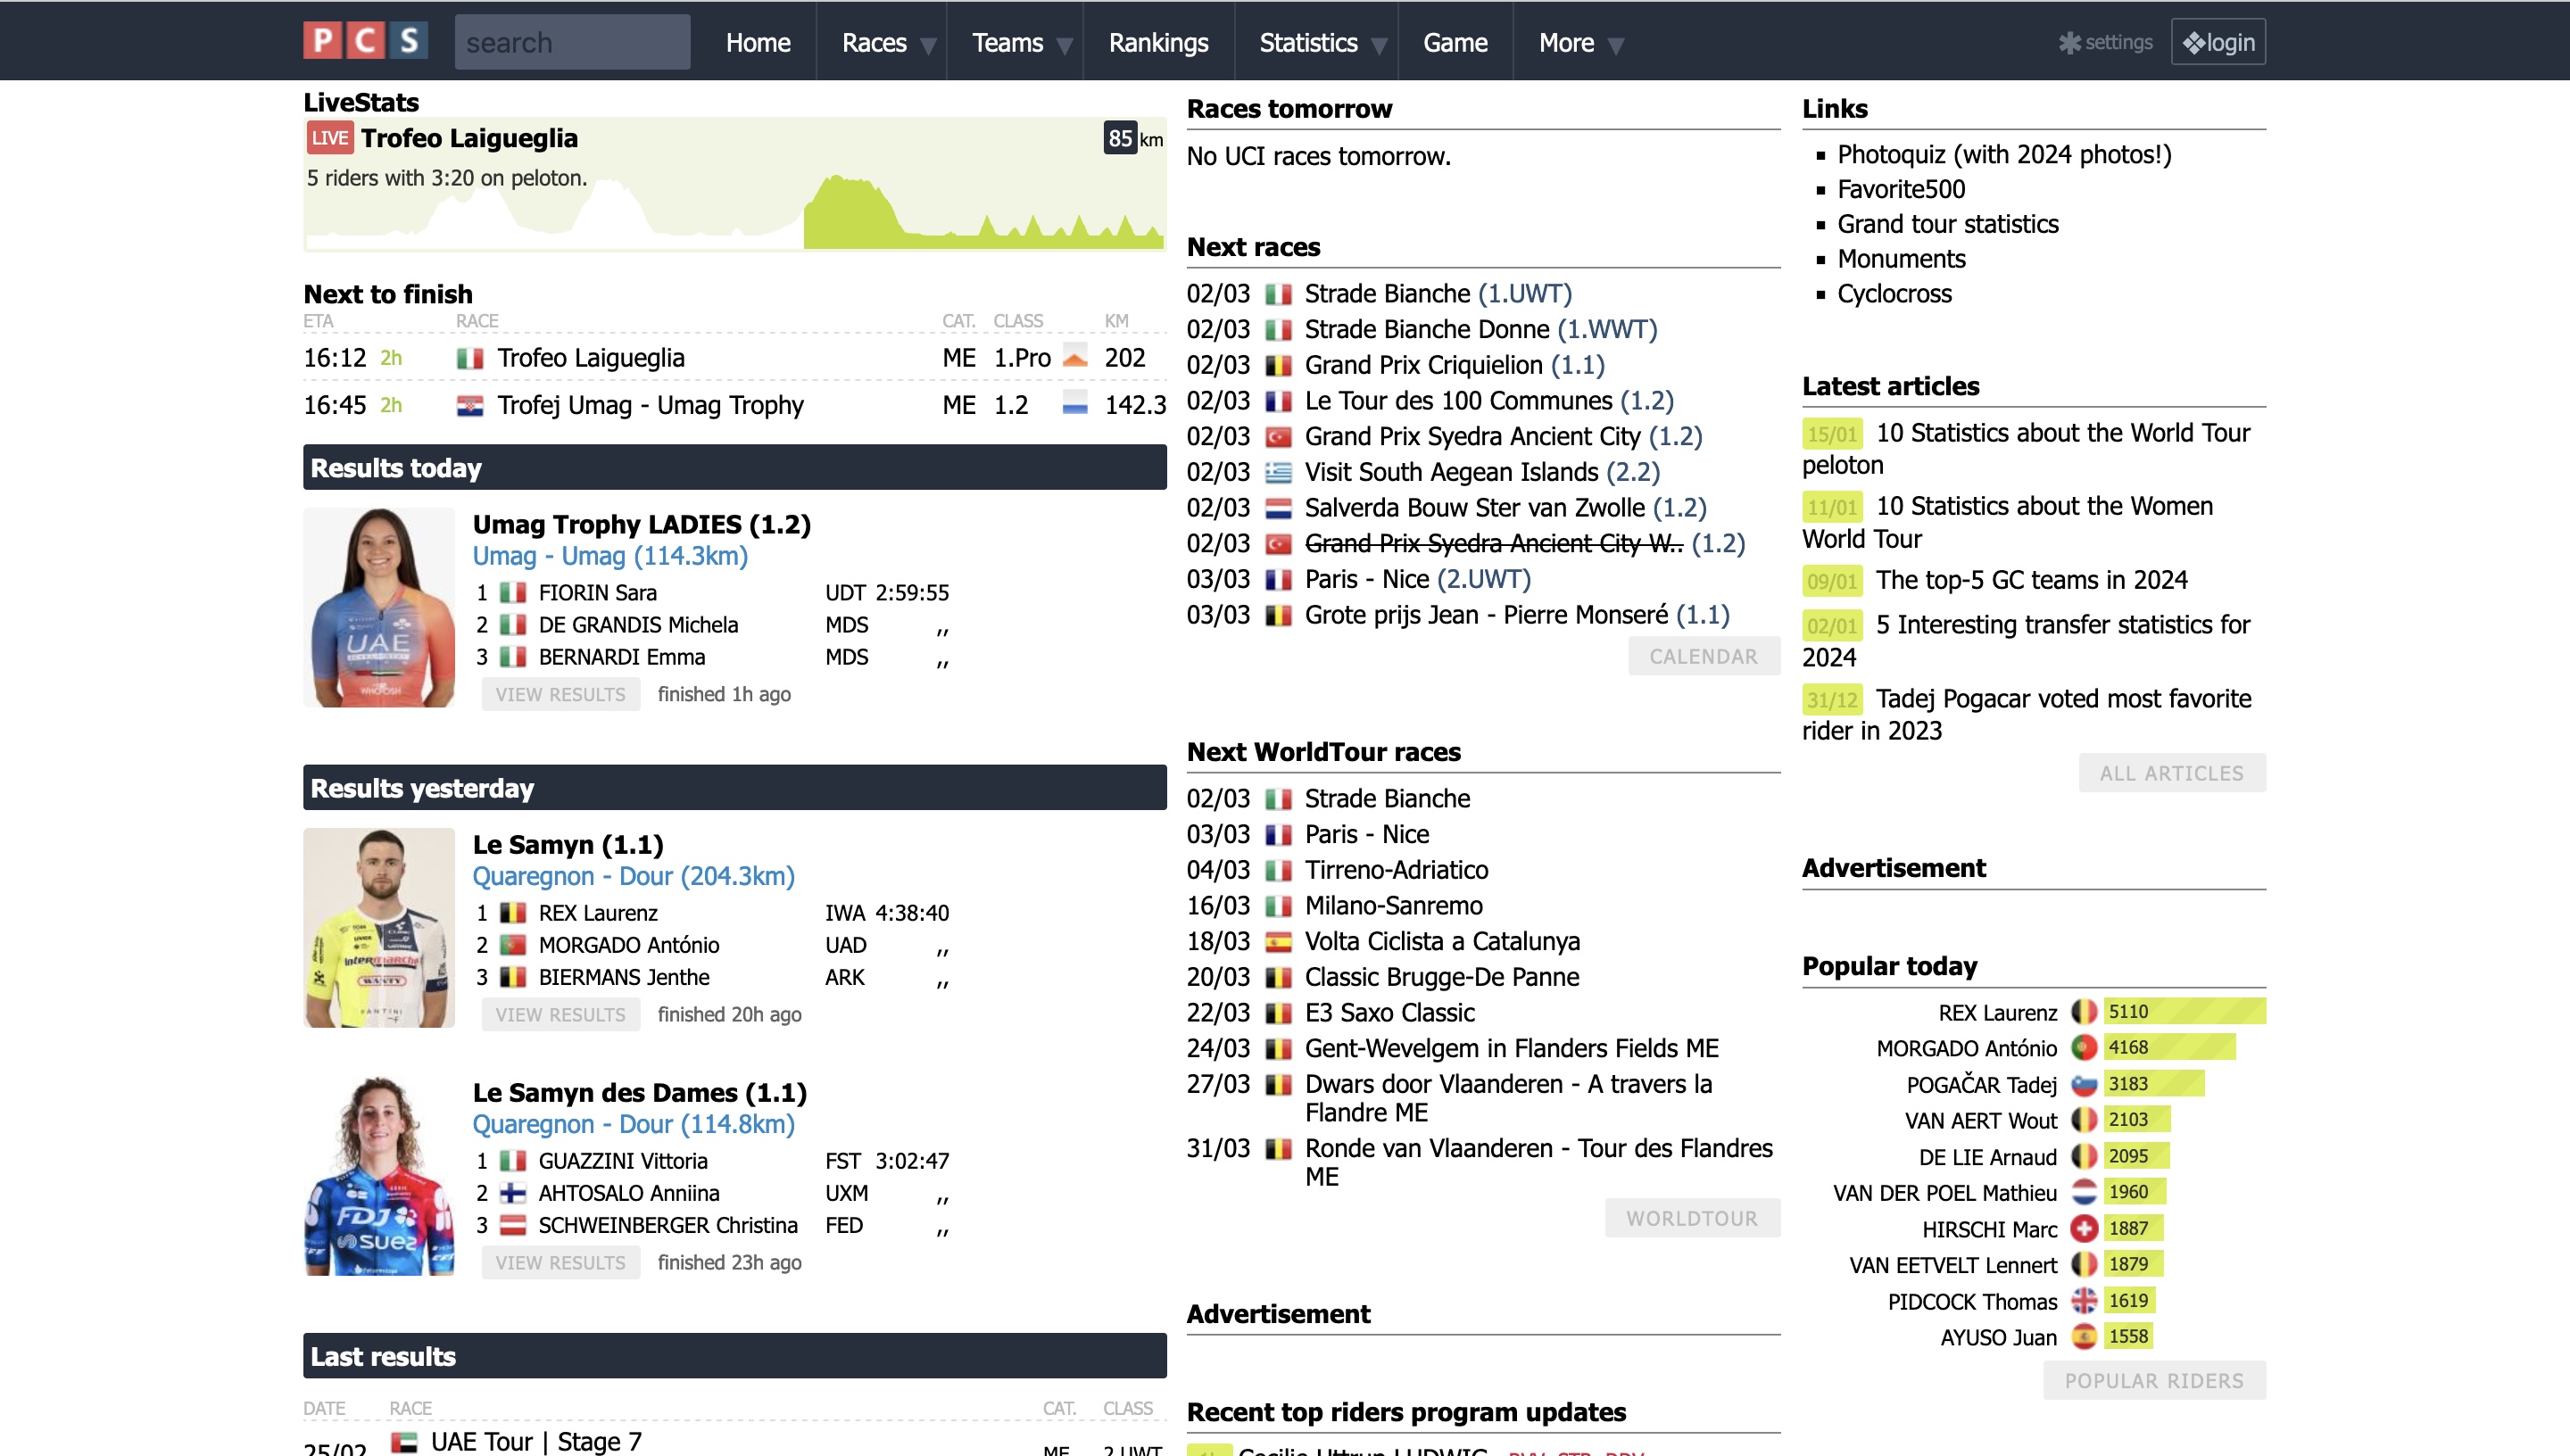 PCS
search
Home
Races
Teams
Rankings
Statistics
Game
More
settings
login
LiveStats
LIVE Trofeo Laigueglia 85 km
5 riders with 3:20 on peloton.
Next to finish
ETA RACE CAT. CLASS KM
16:12 2h Trofeo Laigueglia ME 1.Pro 202
16:45 2h Trofej Umag - Umag Trophy ME 1.2 142.3
Results today
Umag Trophy LADIES (1.2)
Umag - Umag (114.3km)
1 FIORIN Sara UDT 2:59:55
2 DE GRANDIS Michela MDS ,,
3 BERNARDI Emma MDS ,,
VIEW RESULTS finished 1h ago
Results yesterday
Le Samyn (1.1)
Quaregnon - Dour (204.3km)
1 REX Laurenz IWA 4:38:40
2 MORGADO António UAD ,,
3 BIERMANS Jenthe ARK ,,
VIEW RESULTS finished 20h ago
Le Samyn des Dames (1.1)
Quaregnon - Dour (114.8km)
1 GUAZZINI Vittoria FST 3:02:47
2 AHTOSALO Anniina UXM ,,
3 SCHWEINBERGER Christina FED ,,
VIEW RESULTS finished 23h ago
Last results
DATE RACE CAT. CLASS
25/02 UAE Tour | Stage 7 ME 2.UWT
Races tomorrow
No UCI races tomorrow.
Next races
02/03 Strade Bianche (1.UWT)
02/03 Strade Bianche Donne (1.WWT)
02/03 Grand Prix Criquielion (1.1)
02/03 Le Tour des 100 Communes (1.2)
02/03 Grand Prix Syedra Ancient City (1.2)
02/03 Visit South Aegean Islands (2.2)
02/03 Salverda Bouw Ster van Zwolle (1.2)
02/03 Grand Prix Syedra Ancient City W.. (1.2)
03/03 Paris - Nice (2.UWT)
03/03 Grote prijs Jean - Pierre Monseré (1.1)
CALENDAR
Next WorldTour races
02/03 Strade Bianche
03/03 Paris - Nice
04/03 Tirreno-Adriatico
16/03 Milano-Sanremo
18/03 Volta Ciclista a Catalunya
20/03 Classic Brugge-De Panne
22/03 E3 Saxo Classic
24/03 Gent-Wevelgem in Flanders Fields ME
27/03 Dwars door Vlaanderen - A travers la
Flandre ME
31/03 Ronde van Vlaanderen - Tour des Flandres
ME
WORLDTOUR
Advertisement
Recent top riders program updates
Cecilie Uttrup LUDWIG
Links
Photoquiz (with 2024 photos!)
Favorite500
Grand tour statistics
Monuments
Cyclocross
Latest articles
15/01 10 Statistics about the World Tour
peloton
11/01 10 Statistics about the Women
World Tour
09/01 The top-5 GC teams in 2024
02/01 5 Interesting transfer statistics for
2024
31/12 Tadej Pogacar voted most favorite
rider in 2023
ALL ARTICLES
Advertisement
Popular today
REX Laurenz 5110
MORGADO António 4168
POGAČAR Tadej 3183
VAN AERT Wout 2103
DE LIE Arnaud 2095
VAN DER POEL Mathieu 1960
HIRSCHI Marc 1887
VAN EETVELT Lennert 1879
PIDCOCK Thomas 1619
AYUSO Juan 1558
POPULAR RIDERS